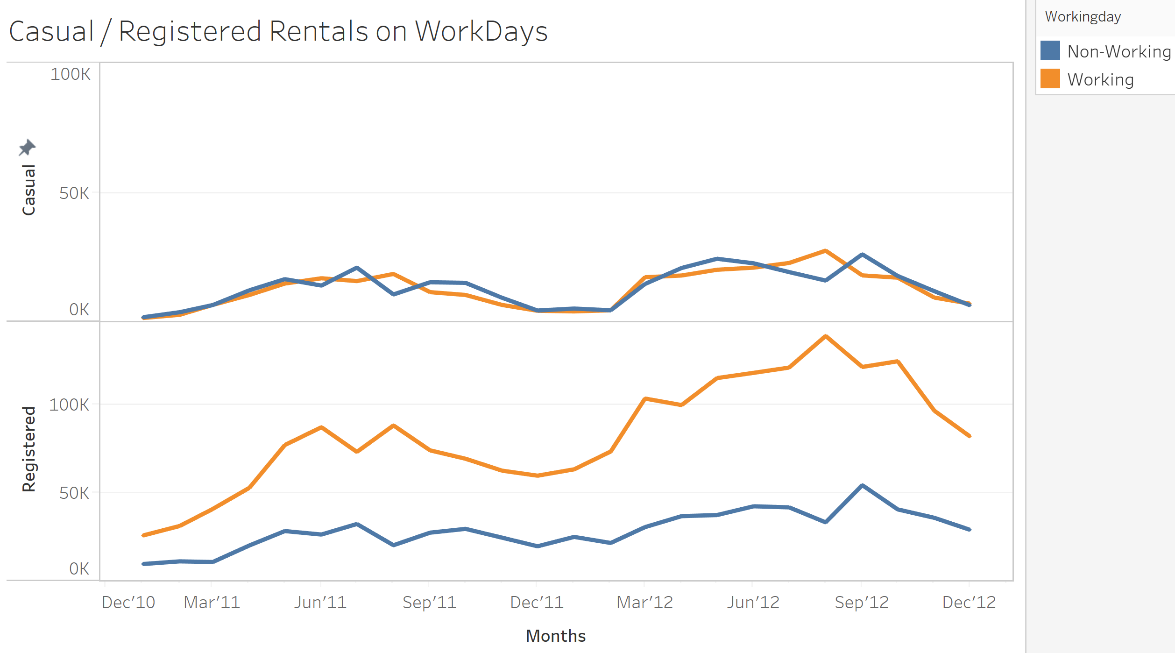 Casual / Registered Rentals on WorkDays
Workingday
Non-Working
Working
100K
50K
0K
Casual
100K
50K
0K
Registered
Dec'10 Mar'11 Jun'11 Sep'11 Dec'11 Mar'12 Jun'12 Sep'12 Dec'12
Months